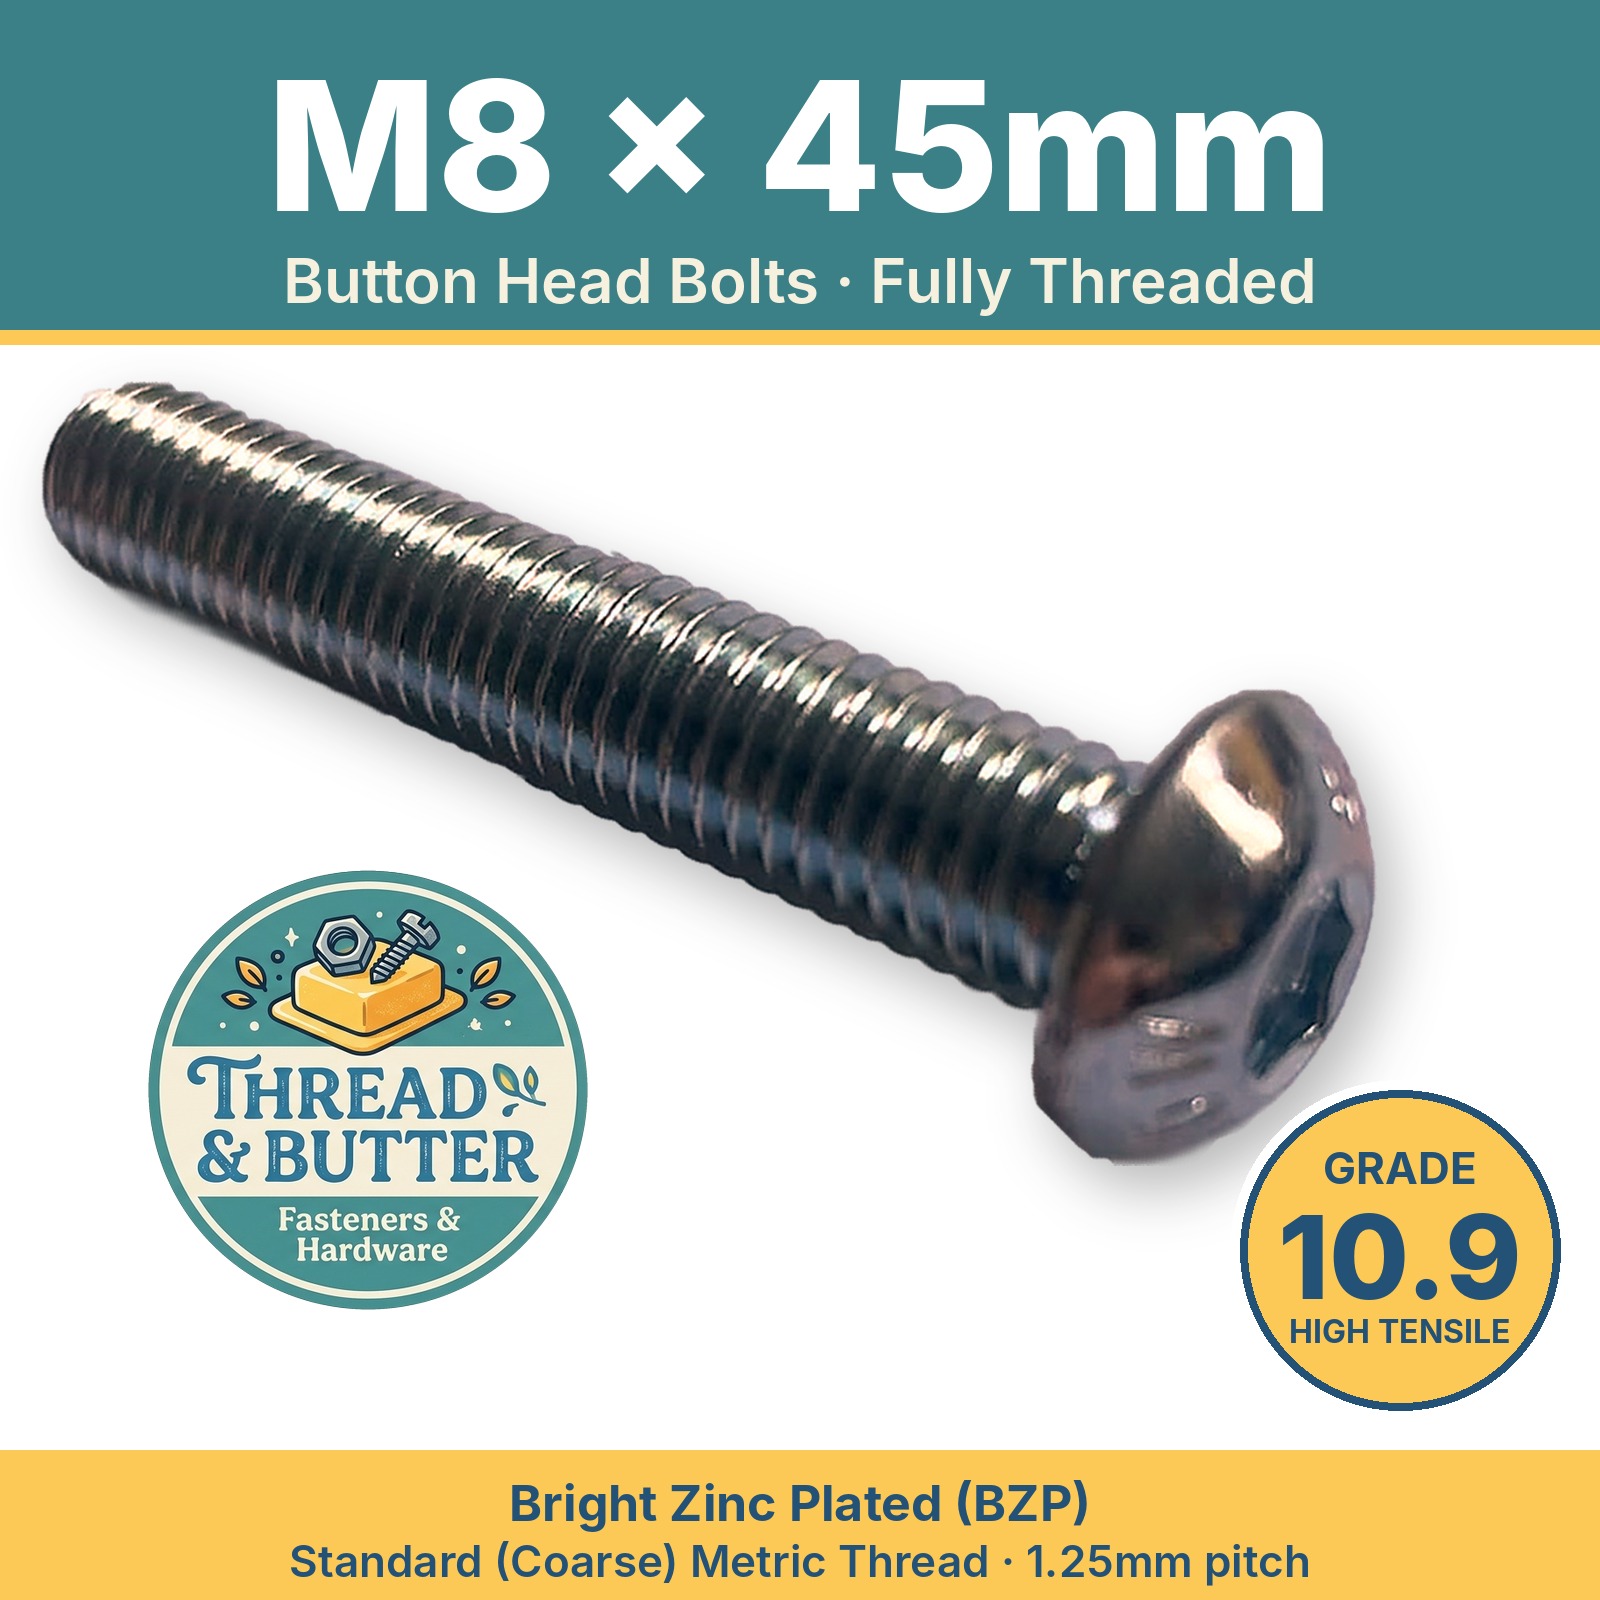 M8 × 45mm
Button Head Bolts · Fully Threaded
THREAD
& BUTTER
Fasteners &
Hardware
GRADE
10.9
HIGH TENSILE
Bright Zinc Plated (BZP)
Standard (Coarse) Metric Thread · 1.25mm pitch